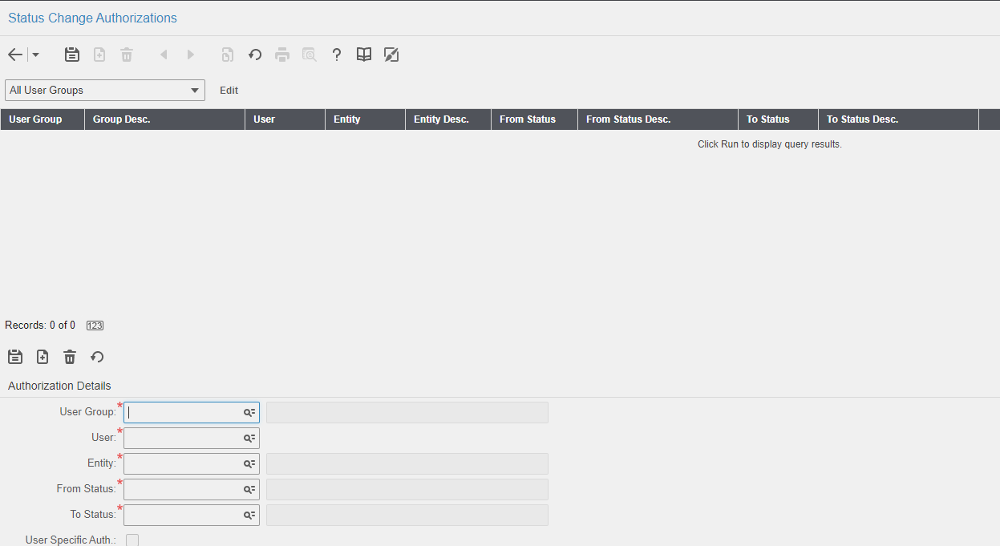 Status Change Authorizations
All User Groups Edit
User Group Group Desc. User Entity Entity Desc. From Status From Status Desc. To Status To Status Desc.
Click Run to display query results.
Records: 0 of 0 123
Authorization Details
User Group:*
User:*
Entity:*
From Status:*
To Status:*
User Specific Auth.: